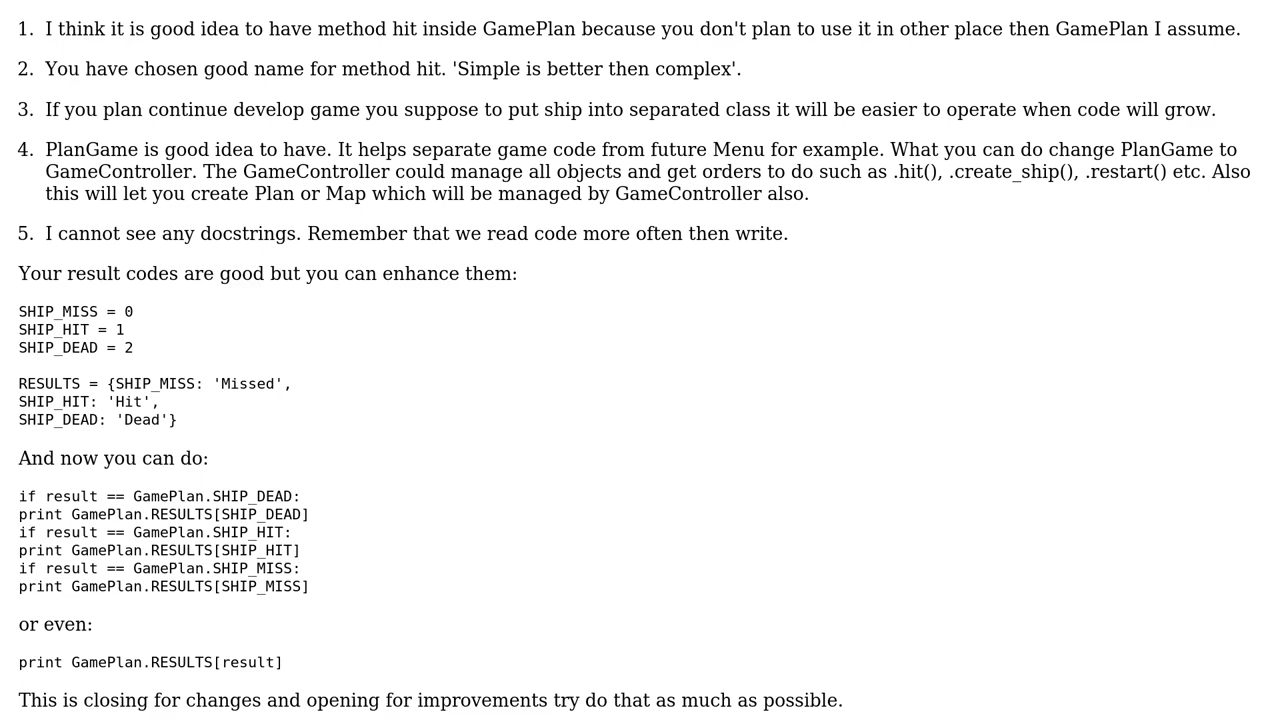 1. I think it is good idea to have method hit inside GamePlan because you don't plan to use it in other place then GamePlan I assume.
2. You have chosen good name for method hit. 'Simple is better then complex'.
3. If you plan continue develop game you suppose to put ship into separated class it will be easier to operate when code will grow.
4. PlanGame is good idea to have. It helps separate game code from future Menu for example. What you can do change PlanGame to
GameController. The GameController could manage all objects and get orders to do such as .hit(), .create_ship(), .restart() etc. Also
this will let you create Plan or Map which will be managed by GameController also.
5. I cannot see any docstrings. Remember that we read code more often then write.
Your result codes are good but you can enhance them:
SHIP_MISS = 0
SHIP_HIT = 1
SHIP_DEAD = 2
RESULTS = {SHIP_MISS: 'Missed',
SHIP_HIT: 'Hit',
SHIP_DEAD: 'Dead'}
And now you can do:
if result == GamePlan.SHIP_DEAD:
print GamePlan.RESULTS[SHIP_DEAD]
if result == GamePlan.SHIP_HIT:
print GamePlan.RESULTS[SHIP_HIT]
if result == GamePlan.SHIP_MISS:
print GamePlan.RESULTS[SHIP_MISS]
or even:
print GamePlan.RESULTS[result]
This is closing for changes and opening for improvements try do that as much as possible.